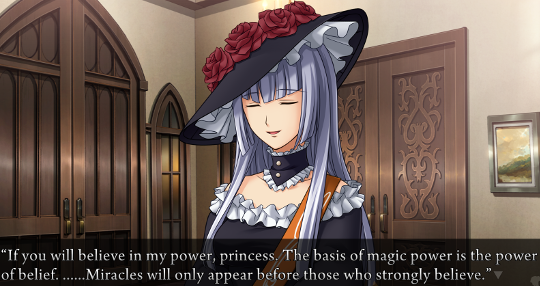 “If you will believe in my power, princess. The basis of magic power is the power
of belief. ......Miracles will only appear before those who strongly believe.”